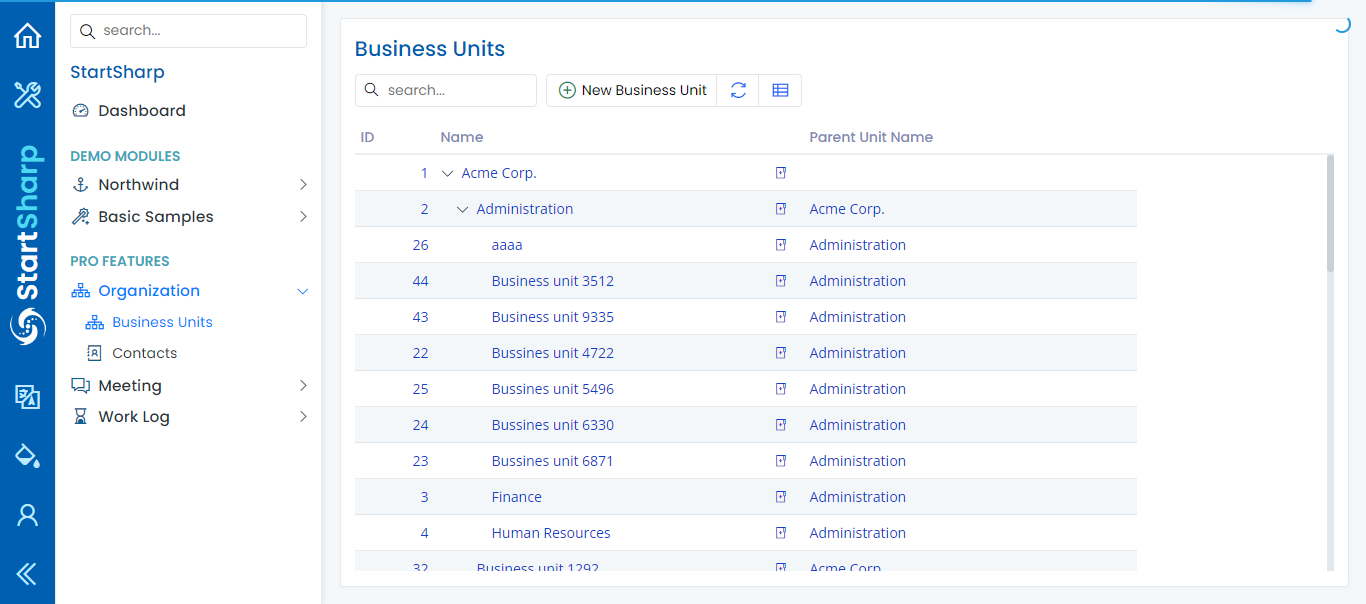 StartSharp
search...
StartSharp
Dashboard
DEMO MODULES
Northwind
Basic Samples
PRO FEATURES
Organization
Business Units
Contacts
Meeting
Work Log
Business Units
search...
New Business Unit
ID Name Parent Unit Name
1 Acme Corp.
2 Administration Acme Corp.
26 aaaa Administration
44 Business unit 3512 Administration
43 Business unit 9335 Administration
22 Bussines unit 4722 Administration
25 Bussines unit 5496 Administration
24 Bussines unit 6330 Administration
23 Bussines unit 6871 Administration
3 Finance Administration
4 Human Resources Administration
32 Business unit 1292 Acme Corp.